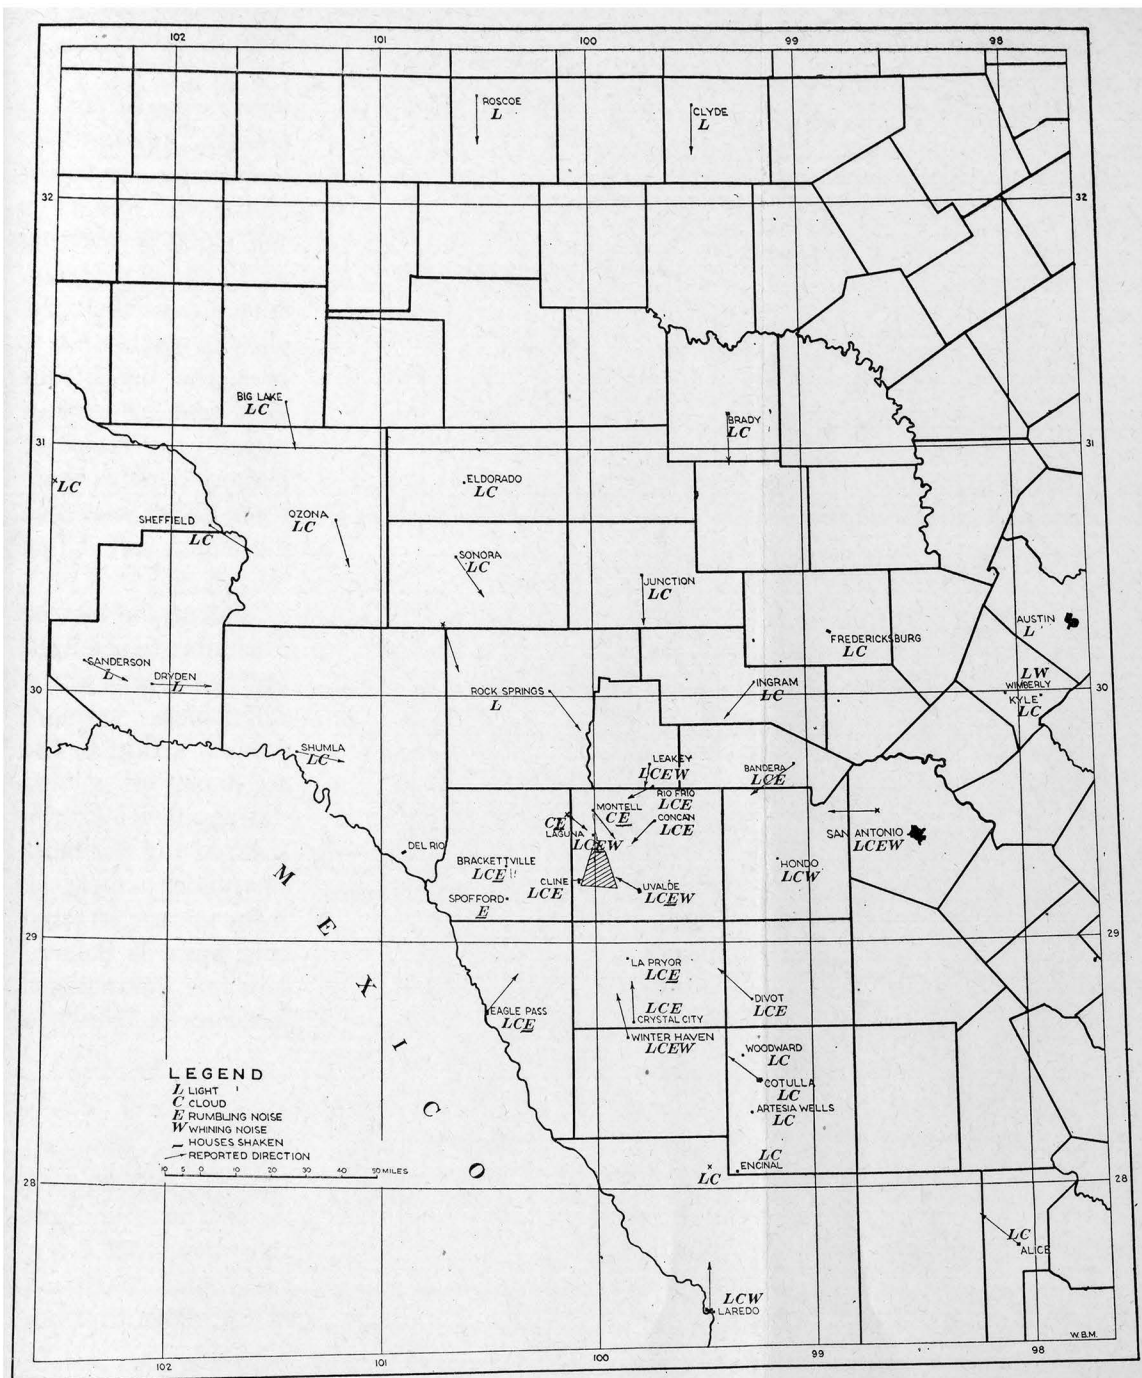 102 101 100 99 98
ROSCOE
L
CLYDE
L
32 32
BIG LAKE
LC
BRADY
LC
31 31
LC
ELDORADO
LC
SHEFFIELD
LC
OZONA
LC
SONORA
LC
JUNCTION
LC
AUSTIN
L
FREDERICKSBURG
LC
SANDERSON
L
DRYDEN
L
LW
WIMBERLY
KYLE
LC
ROCK SPRINGS
L
INGRAM
LC
30 30
SHUMLA
LC
LEAKEY
LCEW
BANDERA
LCE
RIO FRIO
LCE
MONTELL
CE
CONCAN
LCE
CE
LAGUNA
LCEW
SAN ANTONIO
LCEW
DEL RIO
BRACKETTVILLE
LCE
HONDO
LCW
CLINE
LCE
UVALDE
LCEW
SPOFFORD
E
29 29
LA PRYOR
LCE
DIVOT
LCE
EAGLE PASS
LCE
LCE
CRYSTAL CITY
WINTER HAVEN
LCEW
WOODWARD
LC
COTULLA
LC
ARTESIA WELLS
LC
LC
ENCINAL
LC
MEXICO
LEGEND
L LIGHT
C CLOUD
E RUMBLING NOISE
W WHINING NOISE
HOUSES SHAKEN
REPORTED DIRECTION
10 5 0 10 20 30 40 50 MILES
28 28
LC
ALICE
LCW
LAREDO
W.B.M.
102 101 100 99 98